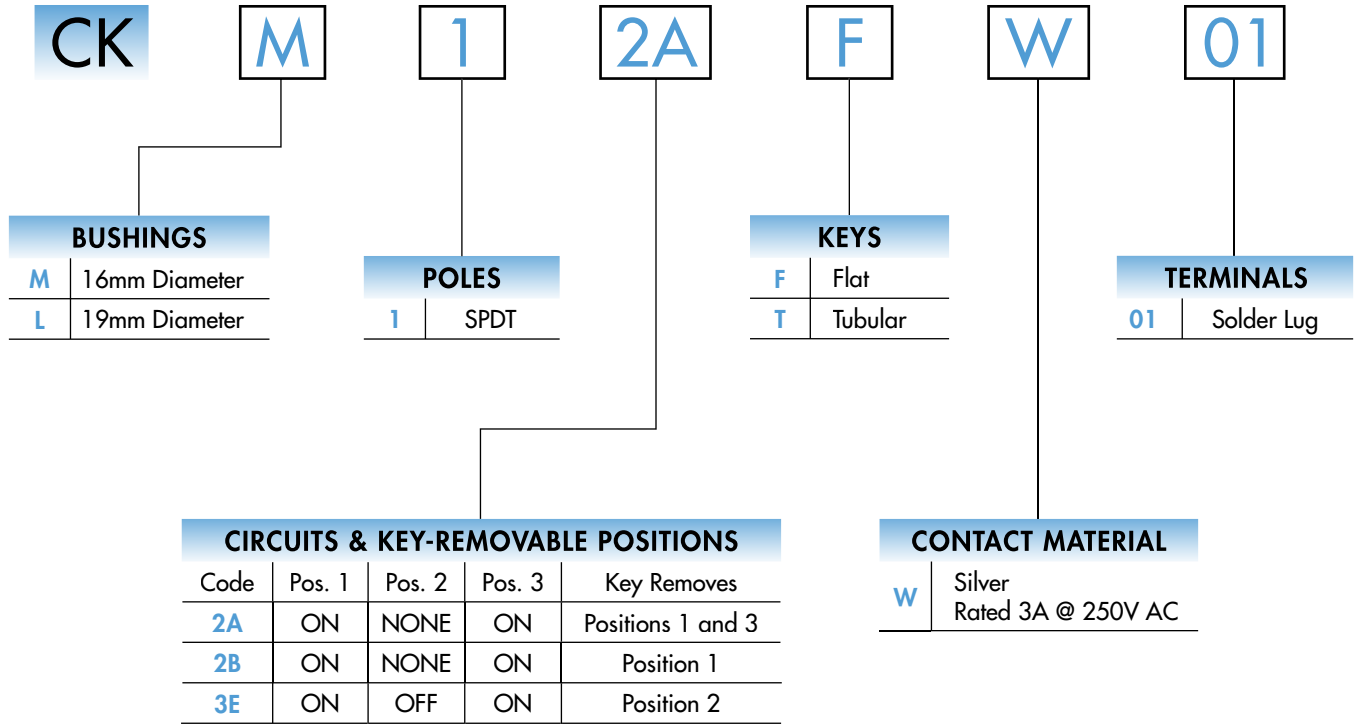 CK M 1 2A F W 01
BUSHINGS
M 16mm Diameter
L 19mm Diameter
POLES
1 SPDT
KEYS
F Flat
T Tubular
TERMINALS
01 Solder Lug
CIRCUITS & KEY-REMOVABLE POSITIONS
Code Pos. 1 Pos. 2 Pos. 3 Key Removes
2A ON NONE ON Positions 1 and 3
2B ON NONE ON Position 1
3E ON OFF ON Position 2
CONTACT MATERIAL
W Silver
Rated 3A @ 250V AC